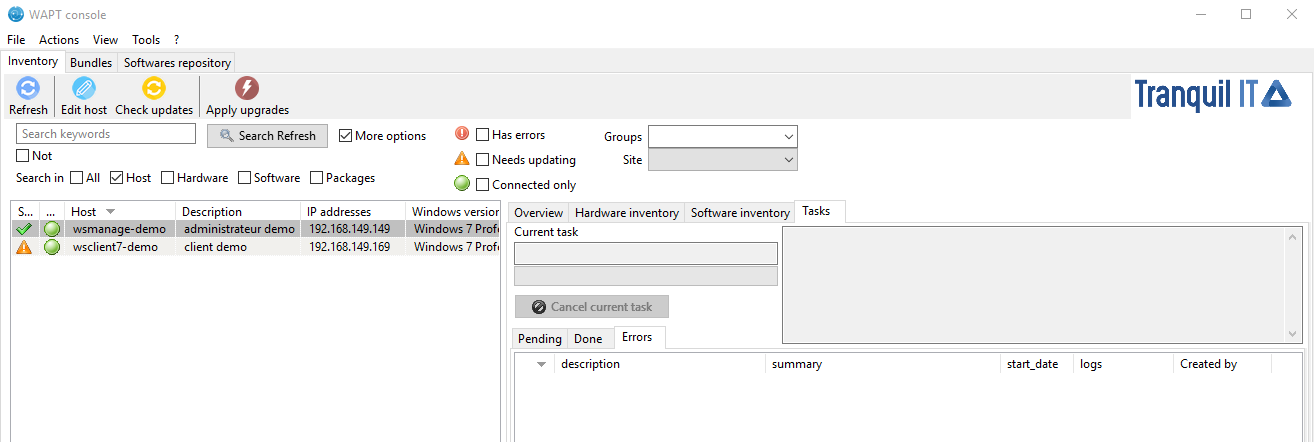 WAPT console
File Actions View Tools ?
Inventory Bundles Softwares repository
Refresh Edit host Check updates Apply upgrades
Tranquil IT
Search keywords Search Refresh More options Has errors Groups
Not Needs updating Site
Search in All Host Hardware Software Packages Connected only
S... ... Host Description IP addresses Windows version
wsmanage-demo administrateur demo 192.168.149.149 Windows 7 Profe
wsclient7-demo client demo 192.168.149.169 Windows 7 Profe
Overview Hardware inventory Software inventory Tasks
Current task
Cancel current task
Pending Done Errors
description summary start_date logs Created by